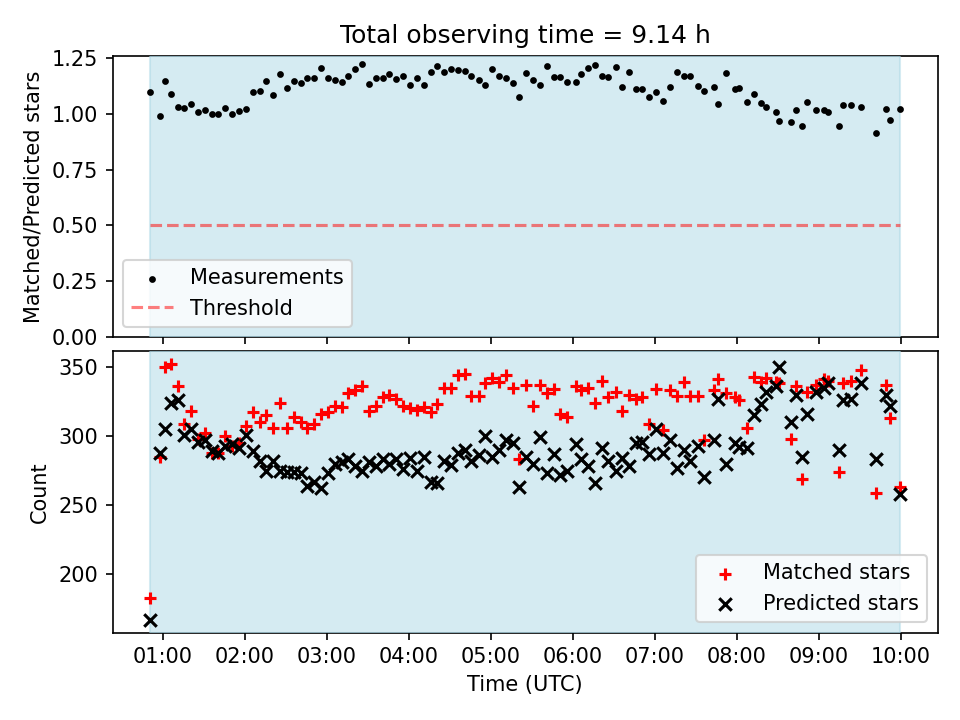 Total observing time = 9.14 h
Matched/Predicted stars
1.25
1.00
0.75
0.50
0.25
0.00
Measurements
Threshold
Count
350
300
250
200
Matched stars
Predicted stars
01:00 02:00 03:00 04:00 05:00 06:00 07:00 08:00 09:00 10:00
Time (UTC)